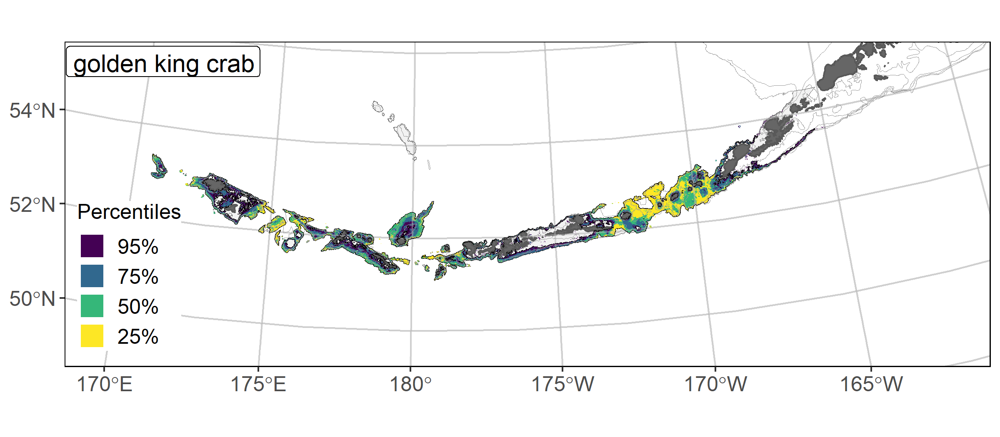 golden king crab
54°N
52°N
50°N
Percentiles
95%
75%
50%
25%
170°E
175°E
180°
175°W
170°W
165°W